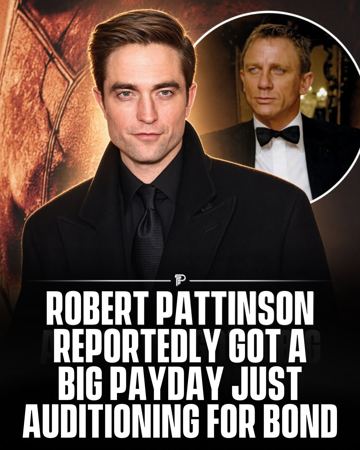 ROBERT PATTINSON
REPORTEDLY GOT A
BIG PAYDAY JUST
AUDITIONING FOR BOND